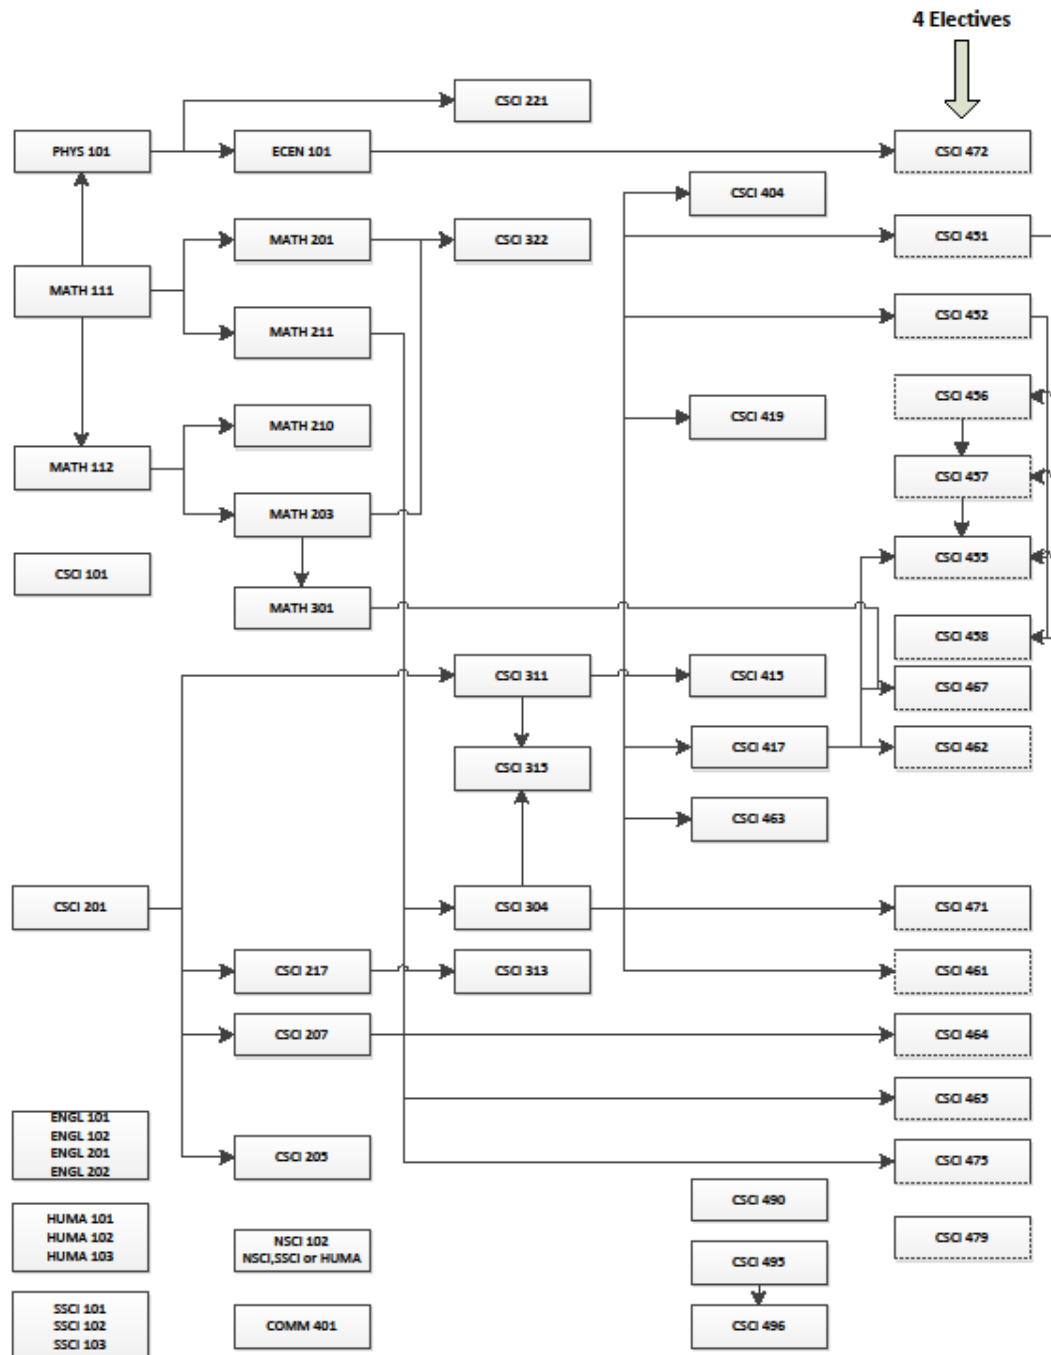 4 Electives
CSCI 221
PHYS 101
ECEN 101
CSCI 472
CSCI 404
MATH 201
CSCI 322
CSCI 451
MATH 111
MATH 211
CSCI 452
CSCI 456
MATH 210
CSCI 419
MATH 112
CSCI 457
MATH 203
CSCI 455
CSCI 101
MATH 301
CSCI 458
CSCI 311
CSCI 415
CSCI 467
CSCI 417
CSCI 462
CSCI 315
CSCI 463
CSCI 201
CSCI 304
CSCI 471
CSCI 217
CSCI 313
CSCI 461
CSCI 207
CSCI 464
CSCI 465
ENGL 101
ENGL 102
ENGL 201
ENGL 202
CSCI 205
CSCI 475
CSCI 490
HUMA 101
HUMA 102
HUMA 103
NSCI 102
NSCI,SSCI or HUMA
CSCI 479
CSCI 495
SSCI 101
SSCI 102
SSCI 103
COMM 401
CSCI 496